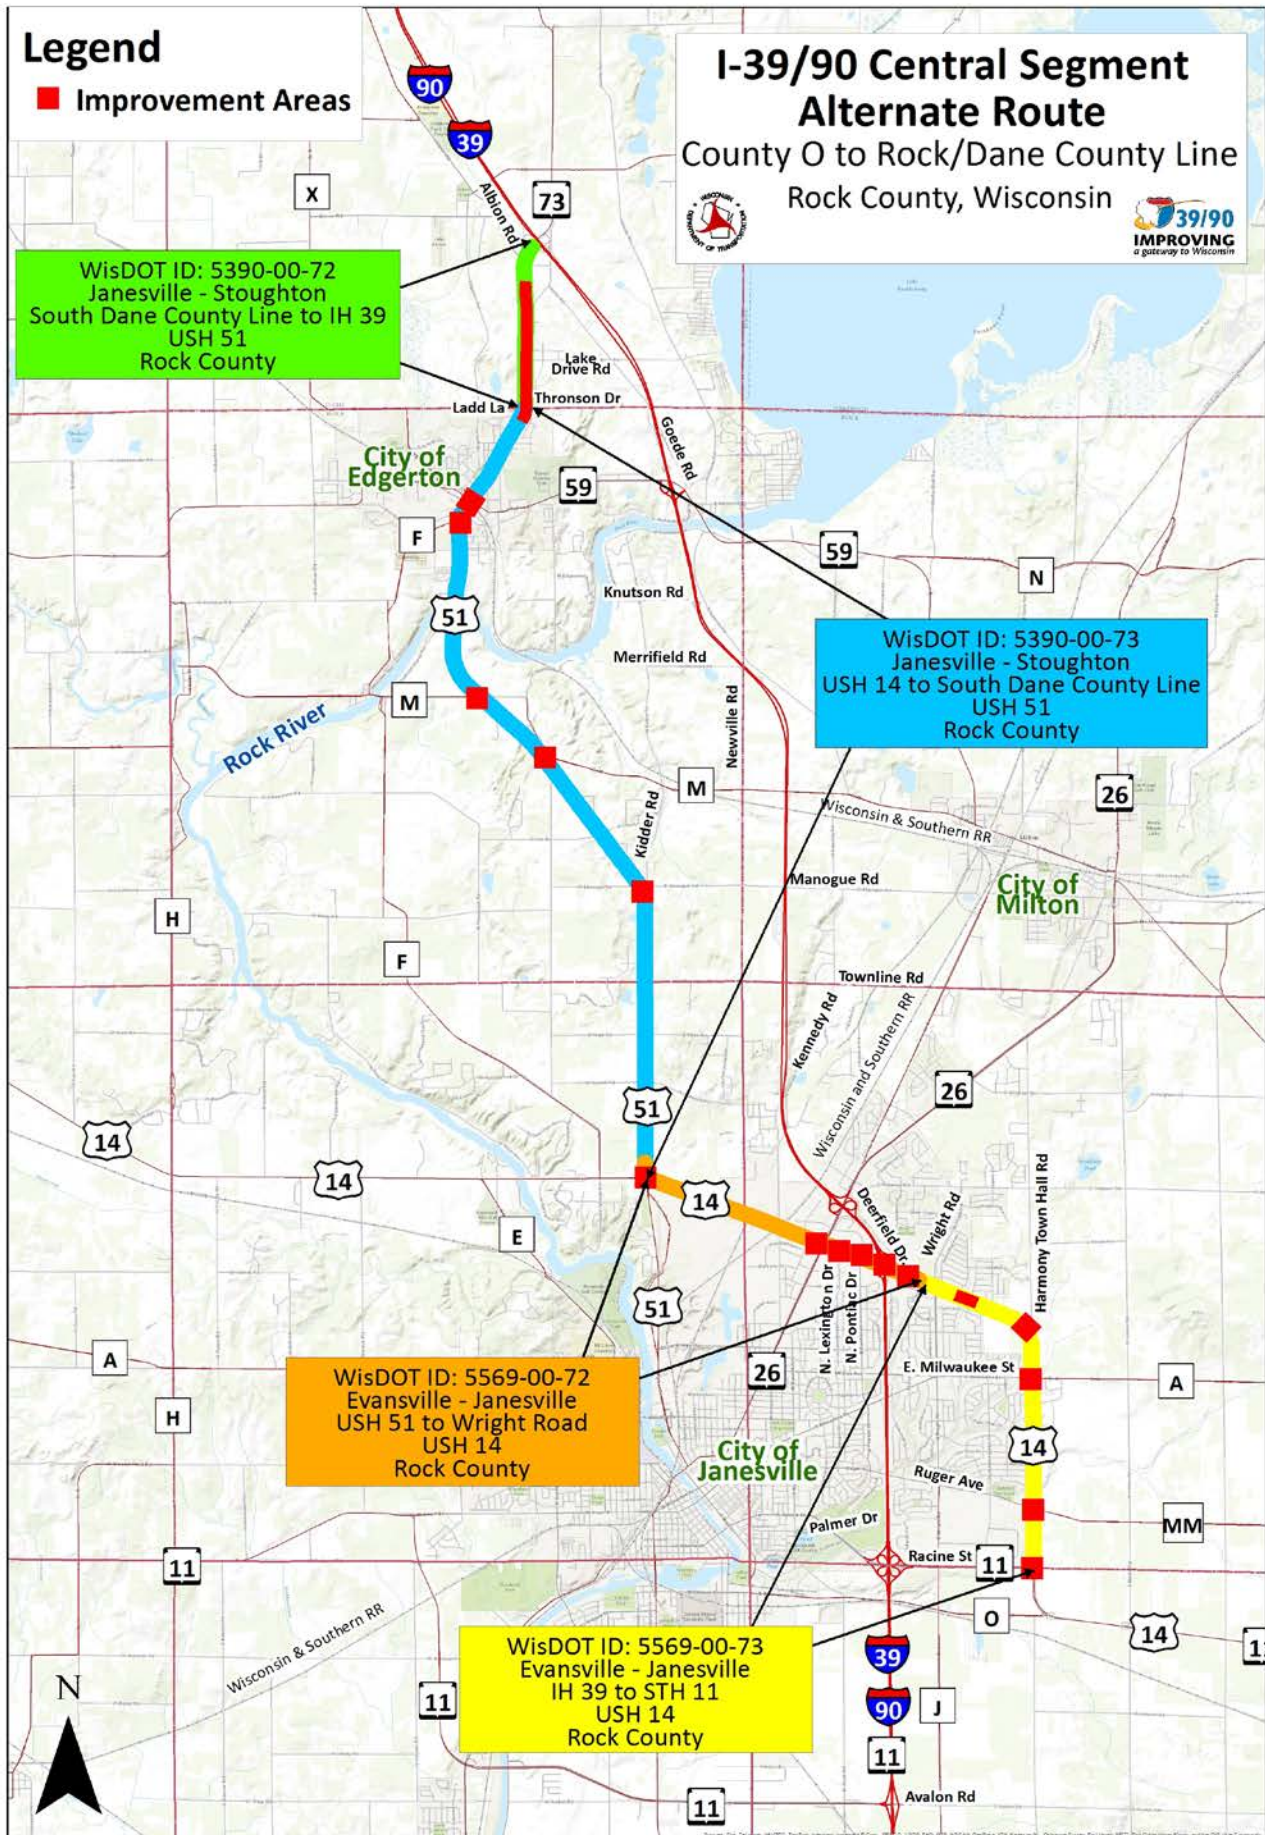 Legend
Improvement Areas
I-39/90 Central Segment
Alternate Route
County O to Rock/Dane County Line
Rock County, Wisconsin
WISCONSIN
DEPARTMENT OF TRANSPORTATION
39/90
IMPROVING
a gateway to Wisconsin
90
39
X
73
Albion Rd
WisDOT ID: 5390-00-72
Janesville - Stoughton
South Dane County Line to IH 39
USH 51
Rock County
Lake
Drive Rd
Ladd La
Thronson Dr
Goede Rd
City of
Edgerton
59
F
59
N
Knutson Rd
51
Merrifield Rd
WisDOT ID: 5390-00-73
Janesville - Stoughton
USH 14 to South Dane County Line
USH 51
Rock County
M
Newville Rd
Rock River
M
26
Kidder Rd
Wisconsin & Southern RR
Manogue Rd
City of
Milton
H
F
Townline Rd
Kennedy Rd
Wisconsin and Southern RR
26
51
14
14
14
Deerfield Dr.
Wright Rd
Harmony Town Hall Rd
E
51
N. Lexington Dr
N. Pontiac Dr
A
WisDOT ID: 5569-00-72
Evansville - Janesville
USH 51 to Wright Road
USH 14
Rock County
26
E. Milwaukee St
A
H
14
City of
Janesville
Ruger Ave
Palmer Dr
MM
11
Racine St
11
O
14
11
Wisconsin & Southern RR
WisDOT ID: 5569-00-73
Evansville - Janesville
IH 39 to STH 11
USH 14
Rock County
39
90
J
N
11
11
11
Avalon Rd